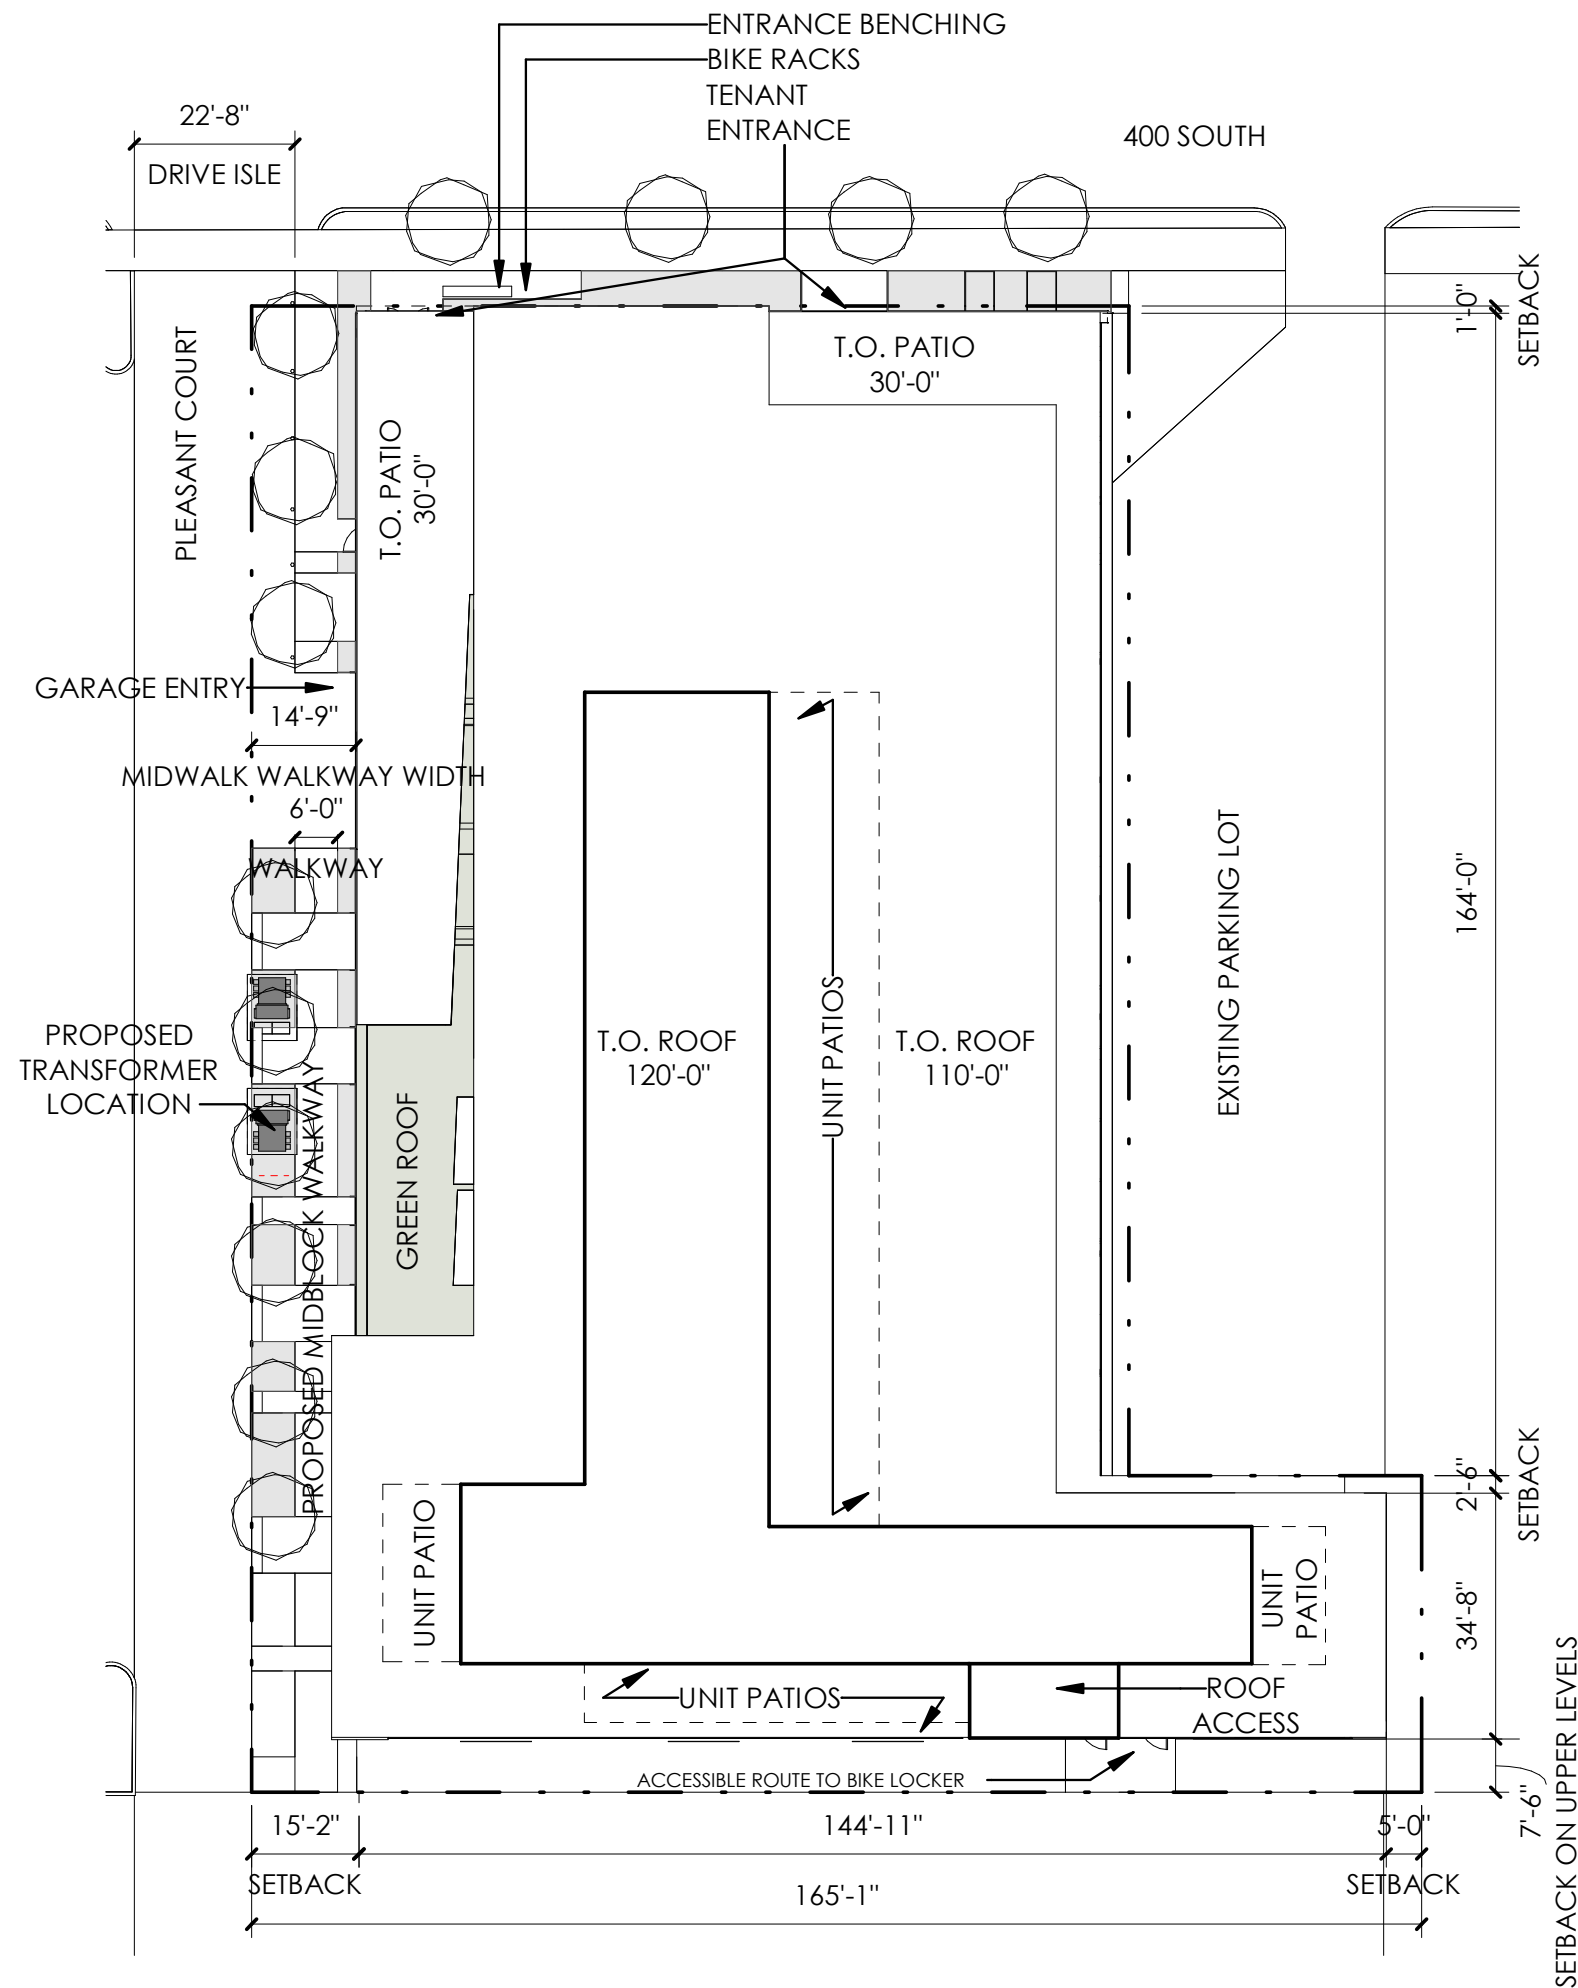 ENTRANCE BENCHING
BIKE RACKS
TENANT
ENTRANCE
22'-8"
400 SOUTH
DRIVE ISLE
SETBACK
1'-0"
PLEASANT COURT
T.O. PATIO
30'-0"
T.O. PATIO
30'-0"
GARAGE ENTRY
14'-9"
MIDWALK WALKWAY WIDTH
6'-0"
WALKWAY
EXISTING PARKING LOT
164'-0"
UNIT PATIOS
PROPOSED
TRANSFORMER
LOCATION
T.O. ROOF
120'-0"
T.O. ROOF
110'-0"
PROPOSED MIDBLOCK WALKWAY
GREEN ROOF
2'-6"
SETBACK
UNIT PATIO
UNIT
PATIO
34'-8"
UNIT PATIOS
ROOF
ACCESS
ACCESSIBLE ROUTE TO BIKE LOCKER
7'-6"
SETBACK ON UPPER LEVELS
15'-2"
144'-11"
5'-0"
SETBACK
165'-1"
SETBACK